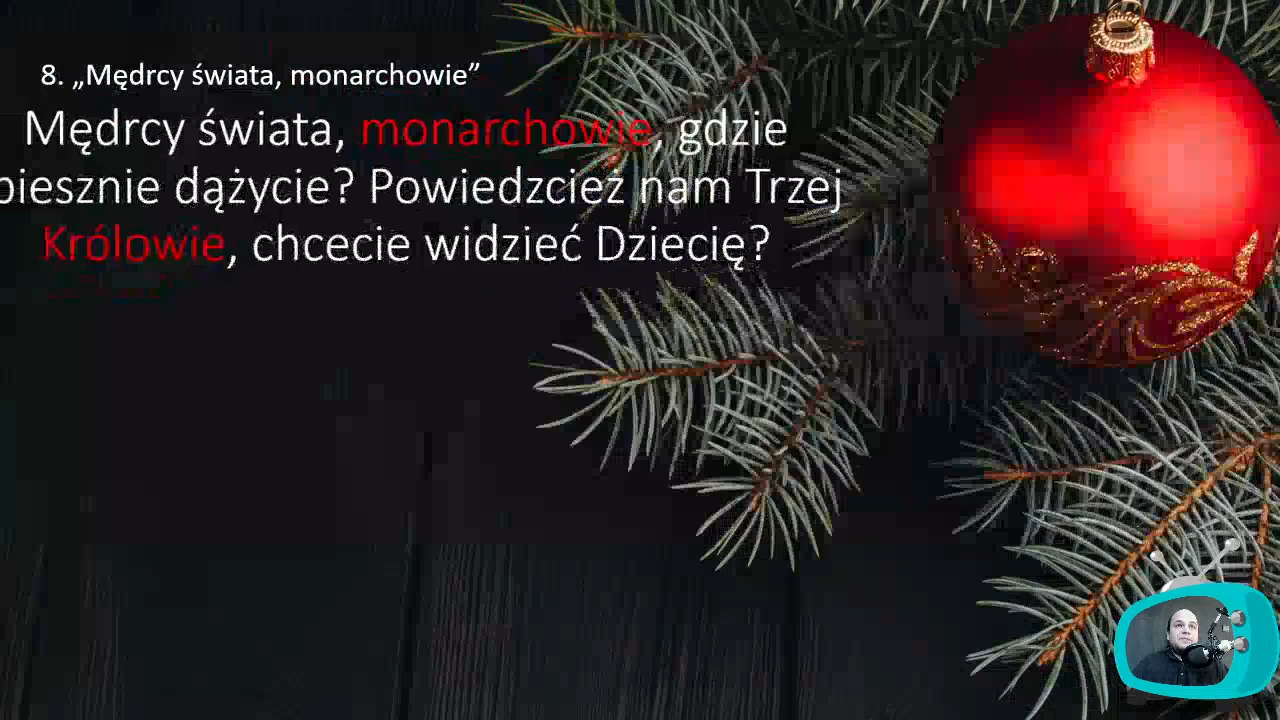 8. „Mędrcy świata, monarchowie”
Mędrcy świata, monarchowie, gdzie
piesznie dążycie? Powiedzcież nam Trzej
Królowie, chcecie widzieć Dziecię?